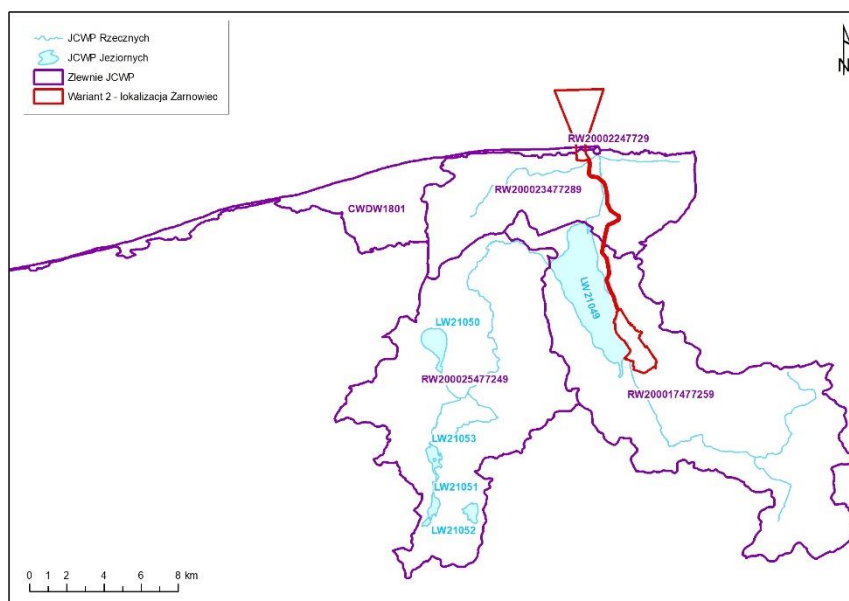 JCWP Rzecznych
JCWP Jeziornych
Zlewnie JCWP
Wariant 2 - lokalizacja Żarnowiec
N
RW20002247729
RW200023477289
CWDW1801
LW21049
LW21050
RW200025477249
RW200017477259
LW21053
LW21051
LW21052
0 1 2 4 6 8 km